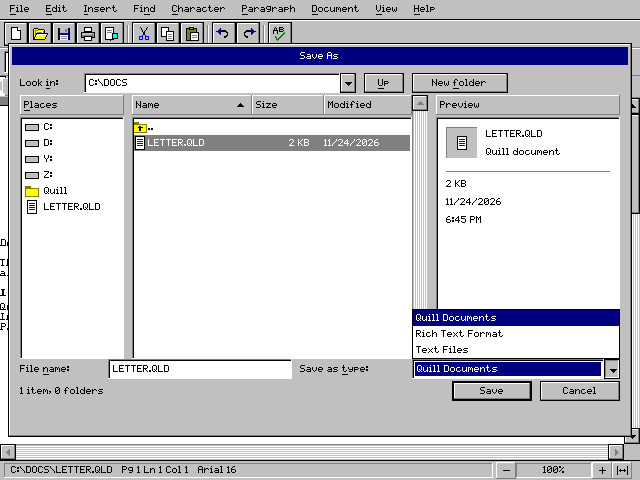 File Edit Insert Find Character Paragraph Document View Help
Save As
Look in: C:\DOCS Up New folder
Places Name Size Modified Preview
C:
D:
Y:
Z:
Quill
LETTER.QLD
..
LETTER.QLD 2 KB 11/24/2026
LETTER.QLD
Quill document
2 KB
11/24/2026
6:45 PM
Quill Documents
Rich Text Format
Text Files
File name: LETTER.QLD Save as type: Quill Documents
1 item, 0 folders Save Cancel
C:\DOCS\LETTER.QLD Pg 1 Ln 1 Col 1 Arial 16 100%